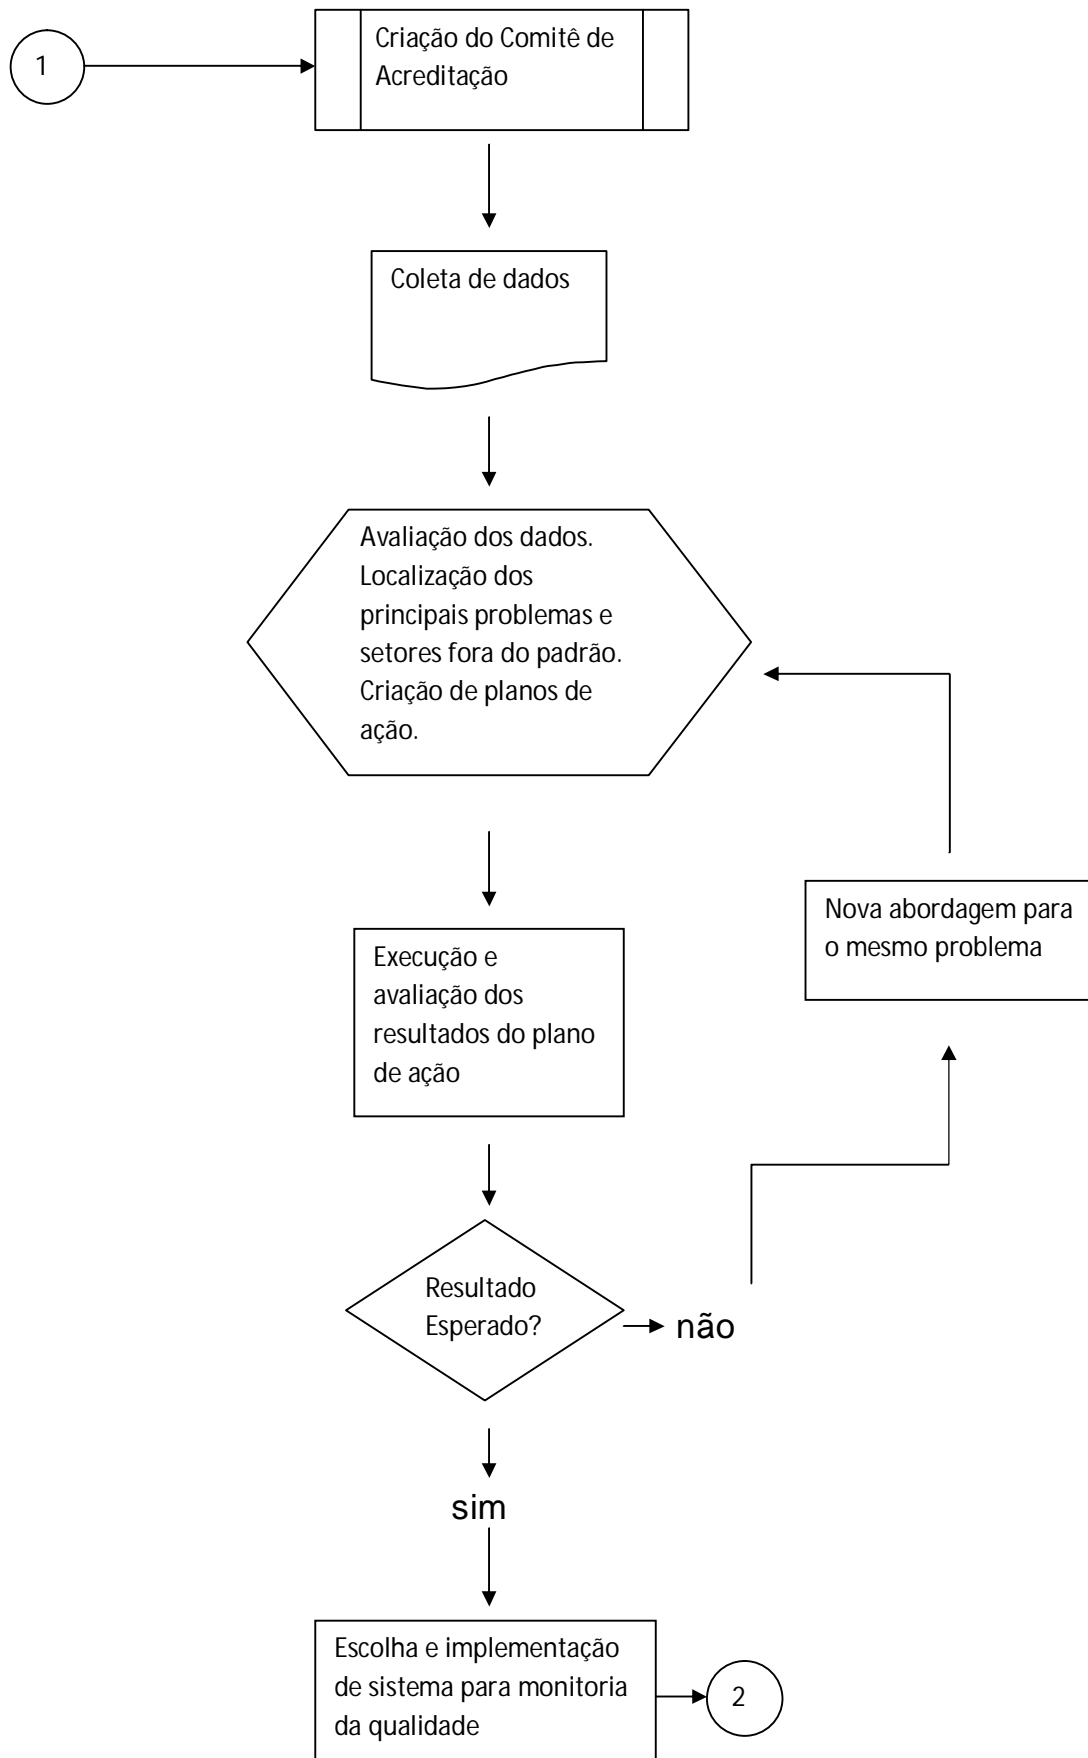 1
Criação do Comitê de
Acreditação
Coleta de dados
Avaliação dos dados.
Localização dos
principais problemas e
setores fora do padrão.
Criação de planos de
ação.
Nova abordagem para
o mesmo problema
Execução e
avaliação dos
resultados do plano
de ação
Resultado
Esperado?
não
sim
Escolha e implementação
de sistema para monitoria
da qualidade
2